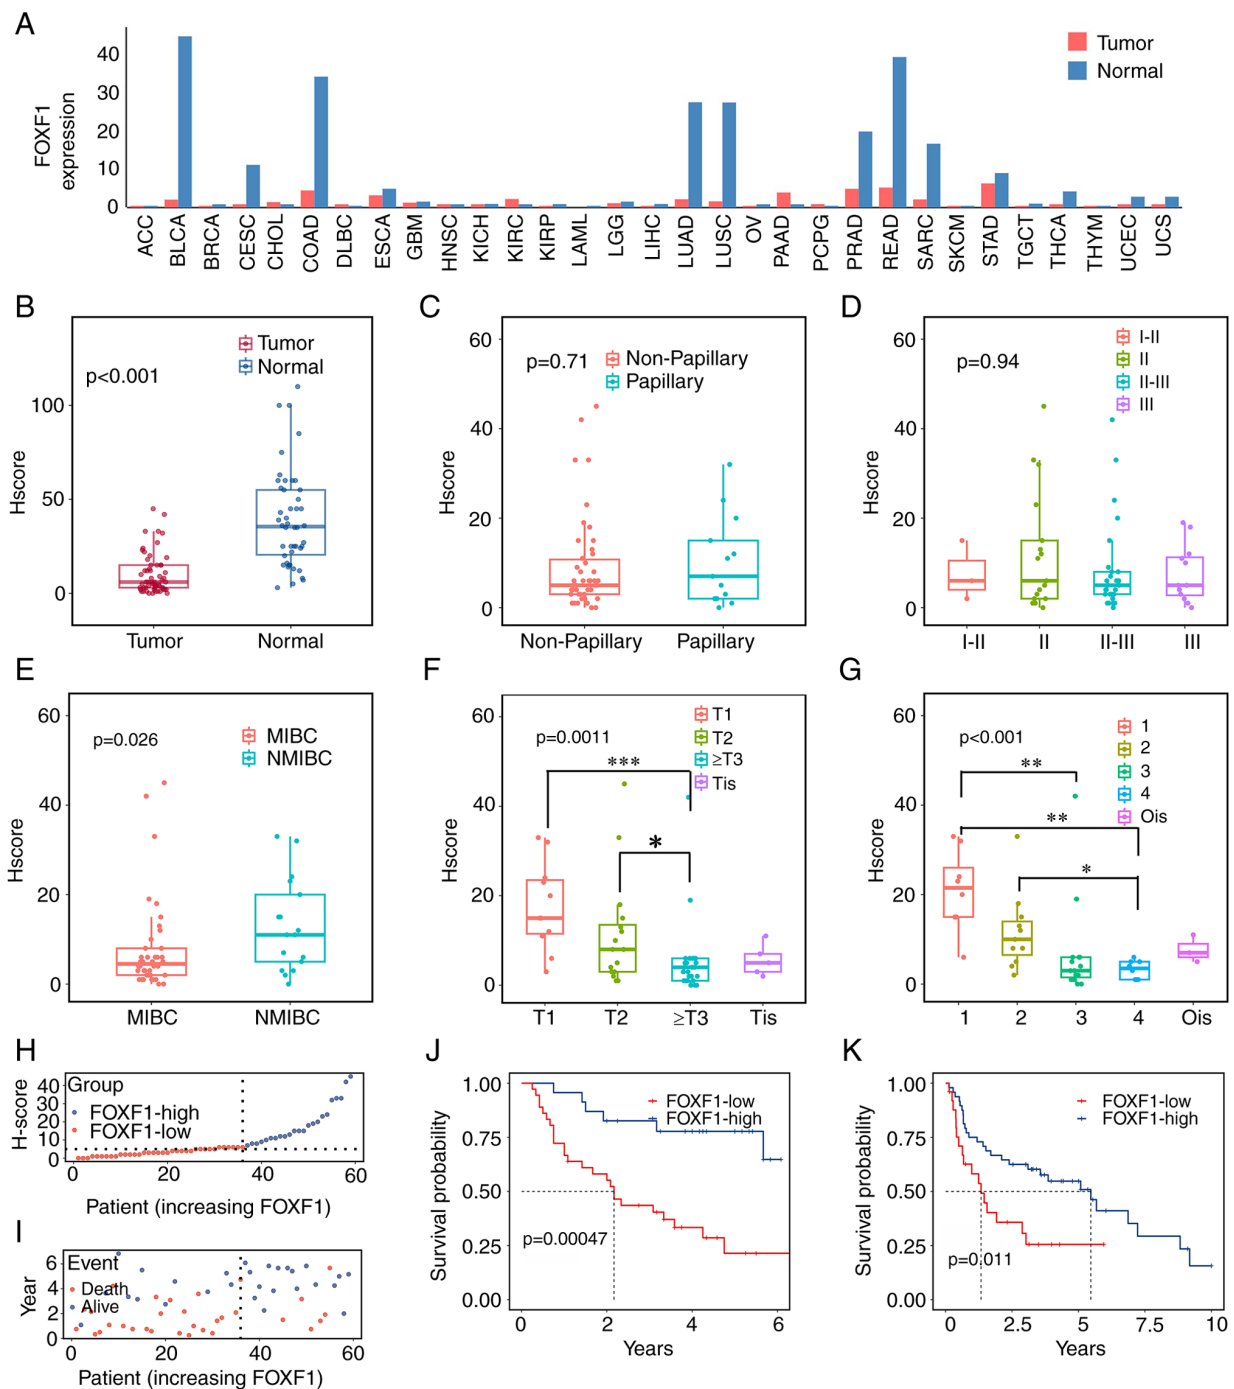 A
FOXF1
expression
40
30
20
10
0
Tumor
Normal
ACC
BLCA
BRCA
CESC
CHOL
COAD
DLBC
ESCA
GBM
HNSC
KICH
KIRC
KIRP
LAML
LGG
LIHC
LUAD
LUSC
OV
PAAD
PCPG
PRAD
READ
SARC
SKCM
STAD
TGCT
THCA
THYM
UCEC
UCS
B
Hscore
100
50
0
p<0.001
Tumor
Normal
Tumor Normal
C
Hscore
60
40
20
0
p=0.71
Non-Papillary
Papillary
Non-Papillary Papillary
D
Hscore
60
40
20
0
p=0.94
I-II
II
II-III
III
I-II II II-III III
E
Hscore
60
40
20
0
p=0.026
MIBC
NMIBC
MIBC NMIBC
F
Hscore
60
40
20
0
p=0.0011
***
*
T1
T2
≥T3
Tis
T1 T2 ≥T3 Tis
G
Hscore
60
40
20
0
p<0.001
**
**
*
1
2
3
4
Ois
1 2 3 4 Ois
H
H-score
40
30
20
10
0
Group
FOXF1-high
FOXF1-low
0 20 40 60
Patient (increasing FOXF1)
I
Year
6
4
2
0
Event
Death
Alive
0 20 40 60
Patient (increasing FOXF1)
J
Survival probability
1.00
0.75
0.50
0.25
0.00
FOXF1-low
FOXF1-high
p=0.00047
0 2 4 6
Years
K
Survival probability
1.00
0.75
0.50
0.25
0.00
FOXF1-low
FOXF1-high
p=0.011
0 2.5 5 7.5 10
Years